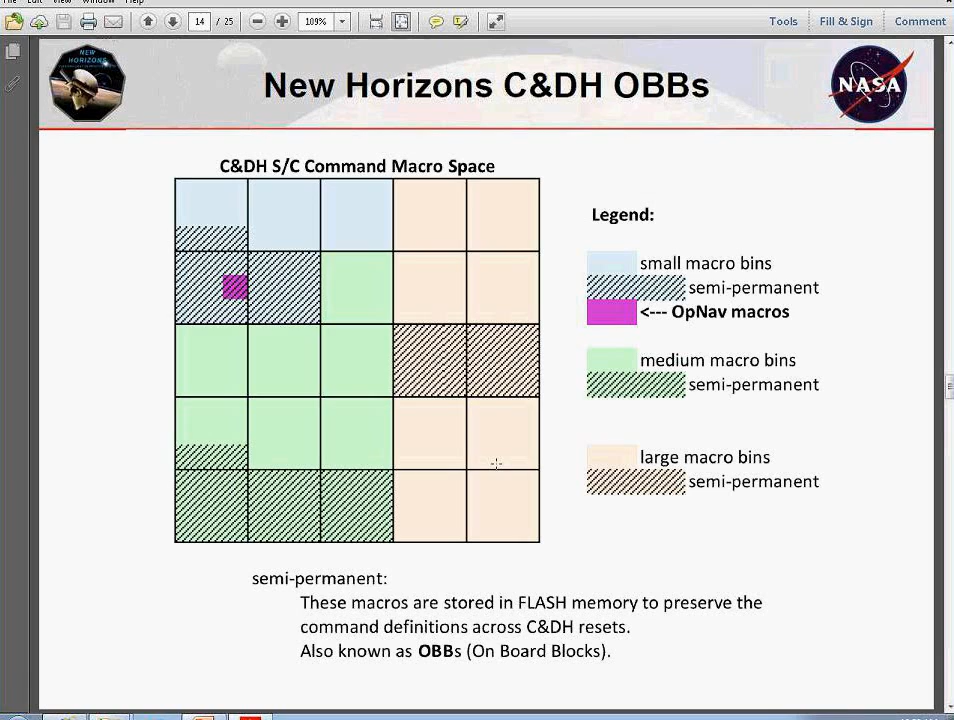 14 / 25
109%
Tools
Fill & Sign
Comment
NEW
HORIZONS
New Horizons C&DH OBBs
NASA
C&DH S/C Command Macro Space
Legend:
small macro bins
semi-permanent
<--- OpNav macros
medium macro bins
semi-permanent
large macro bins
semi-permanent
semi-permanent:
These macros are stored in FLASH memory to preserve the
command definitions across C&DH resets.
Also known as OBBs (On Board Blocks).